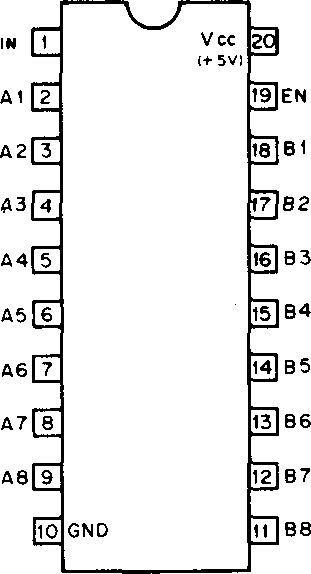 IN 1 Vcc 20
(+5V)
A1 2 19 EN
A2 3 18 B1
A3 4 17 B2
A4 5 16 B3
A5 6 15 B4
A6 7 14 B5
A7 8 13 B6
A8 9 12 B7
10 GND 11 B8